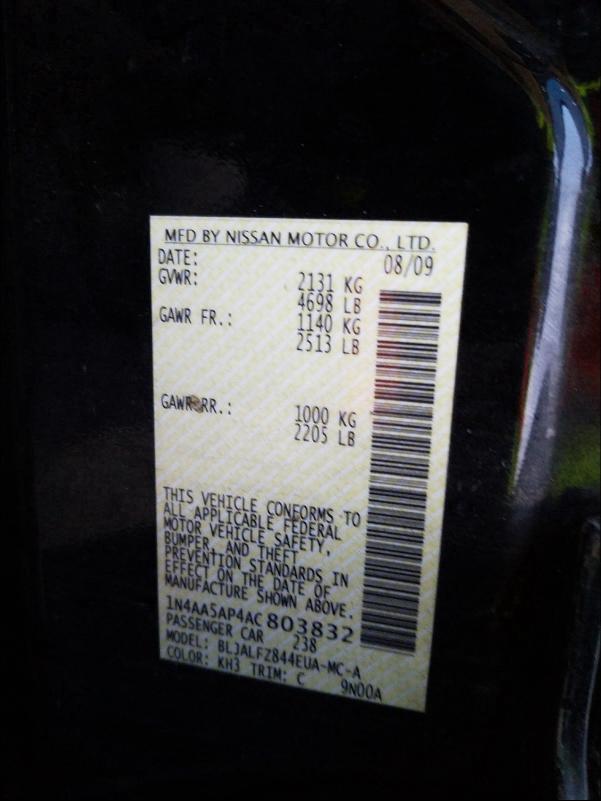 MFD BY NISSAN MOTOR CO., LTD.
DATE: 08/09
GVWR: 2131 KG
4698 LB
GAWR FR.: 1140 KG
2513 LB
GAWR RR.: 1000 KG
2205 LB
THIS VEHICLE CONFORMS TO
ALL APPLICABLE FEDERAL
MOTOR VEHICLE SAFETY,
BUMPER, AND THEFT
PREVENTION STANDARDS IN
EFFECT ON THE DATE OF
MANUFACTURE SHOWN ABOVE.
1N4AA5AP4AC803832
PASSENGER CAR 238
MODEL: BLJALFZ844EUA-MC-A
COLOR: KH3 TRIM: C 9N00A